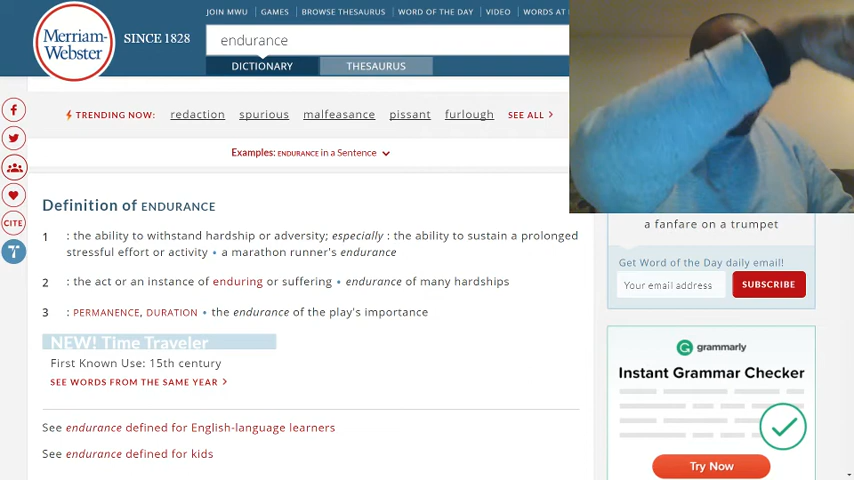 JOIN MWU GAMES BROWSE THESAURUS WORD OF THE DAY VIDEO WORDS AT
Merriam-
Webster
SINCE 1828
endurance
DICTIONARY THESAURUS
TRENDING NOW: redaction spurious malfeasance pissant furlough SEE ALL >
Examples: ENDURANCE in a Sentence
Definition of ENDURANCE
1 : the ability to withstand hardship or adversity; especially : the ability to sustain a prolonged
stressful effort or activity • a marathon runner's endurance
2 : the act or an instance of enduring or suffering • endurance of many hardships
3 : PERMANENCE, DURATION • the endurance of the play's importance
NEW! Time Traveler
First Known Use: 15th century
SEE WORDS FROM THE SAME YEAR >
See endurance defined for English-language learners
See endurance defined for kids
CITE
a fanfare on a trumpet
Get Word of the Day daily email!
Your email address SUBSCRIBE
grammarly
Instant Grammar Checker
Try Now